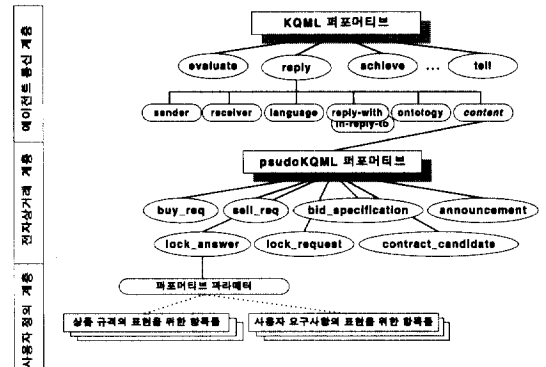 KQML 퍼포머티브
evaluate
reply
achieve
...
tell
sender
receiver
language
reply-with
in-reply-to
ontology
content
psudoKQML 퍼포머티브
buy_req
sell_req
bid_specification
announcement
lock_answer
lock_request
contract_candidate
퍼포머티브 파라메터
상품 규격의 표현을 위한 항목들
사용자 요구사항의 표현을 위한 항목들
에이전트 통신 계층
전자상거래 계층
사용자 정의 계층